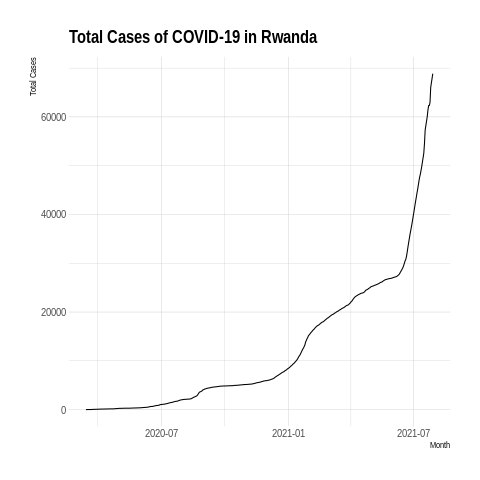 Total Cases of COVID-19 in Rwanda
Total Cases
60000
40000
20000
0
2020-07
2021-01
2021-07
Month